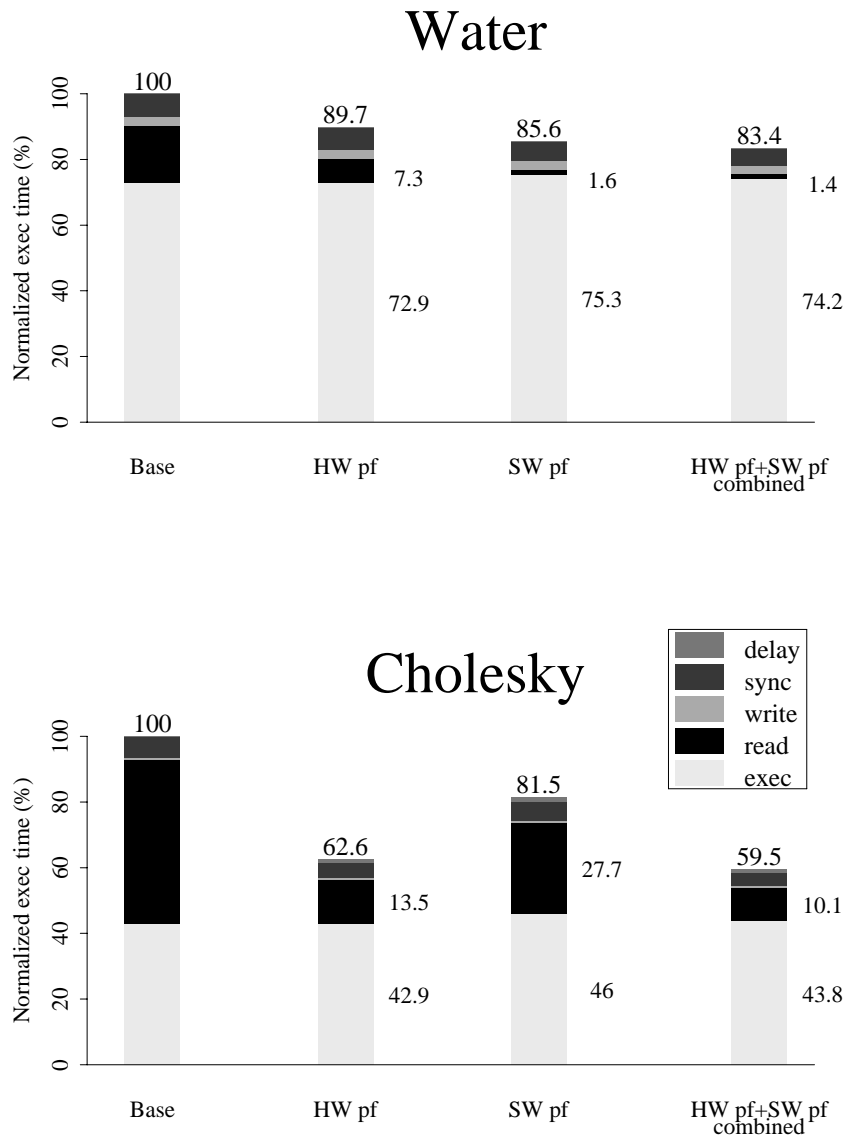 Water
Normalized exec time (%)
100
80
60
40
20
0
100
89.7
85.6
83.4
7.3
1.6
1.4
72.9
75.3
74.2
Base
HW pf
SW pf
HW pf+SW pf
combined
Cholesky
delay
sync
write
read
exec
Normalized exec time (%)
100
80
60
40
20
0
100
62.6
81.5
59.5
13.5
27.7
10.1
42.9
46
43.8
Base
HW pf
SW pf
HW pf+SW pf
combined